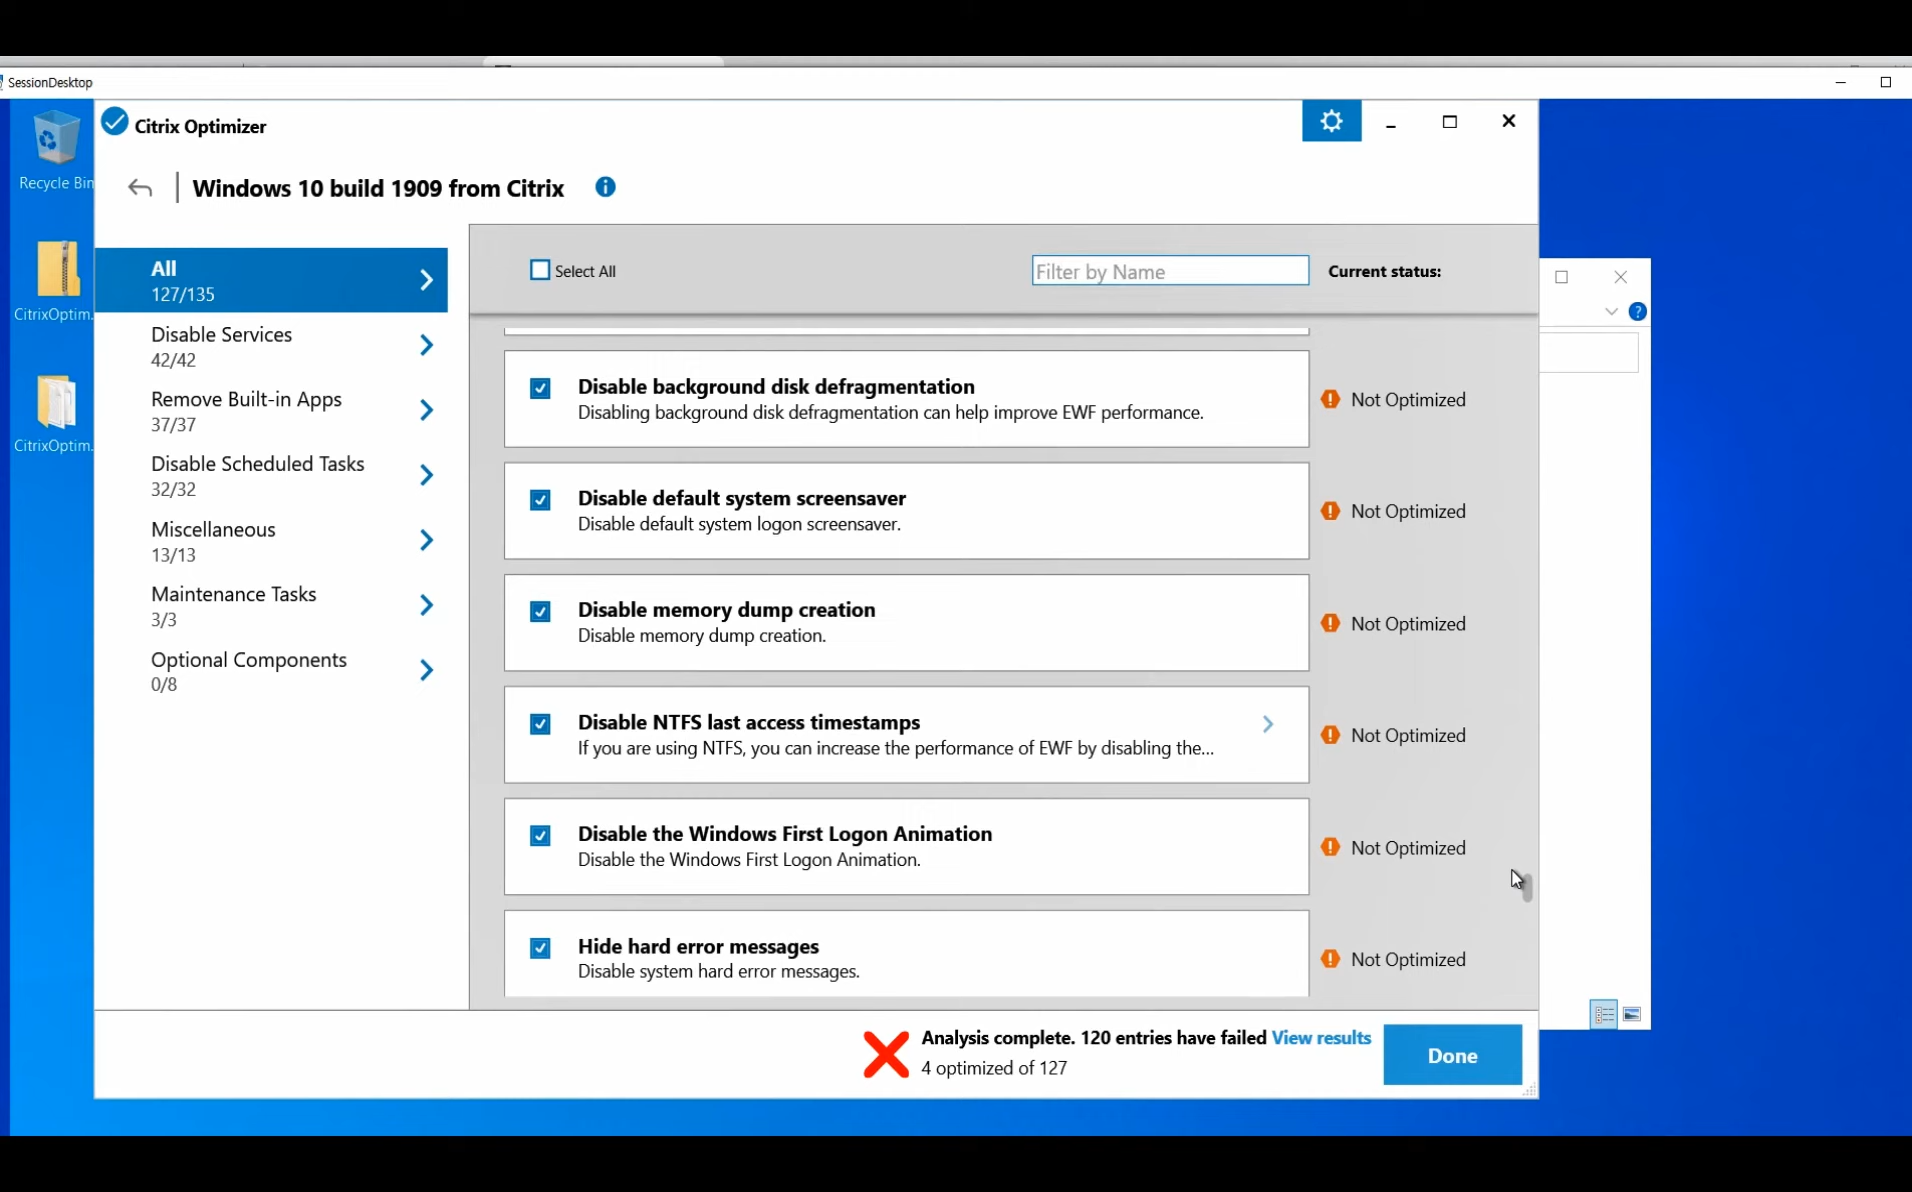 SessionDesktop
Recycle Bin
CitrixOptim.
CitrixOptim.
Citrix Optimizer
Windows 10 build 1909 from Citrix
All
127/135
Disable Services
42/42
Remove Built-in Apps
37/37
Disable Scheduled Tasks
32/32
Miscellaneous
13/13
Maintenance Tasks
3/3
Optional Components
0/8
Select All
Filter by Name
Current status:
Disable background disk defragmentation
Disabling background disk defragmentation can help improve EWF performance.
Not Optimized
Disable default system screensaver
Disable default system logon screensaver.
Not Optimized
Disable memory dump creation
Disable memory dump creation.
Not Optimized
Disable NTFS last access timestamps
If you are using NTFS, you can increase the performance of EWF by disabling the...
Not Optimized
Disable the Windows First Logon Animation
Disable the Windows First Logon Animation.
Not Optimized
Hide hard error messages
Disable system hard error messages.
Not Optimized
Analysis complete. 120 entries have failed View results
4 optimized of 127
Done